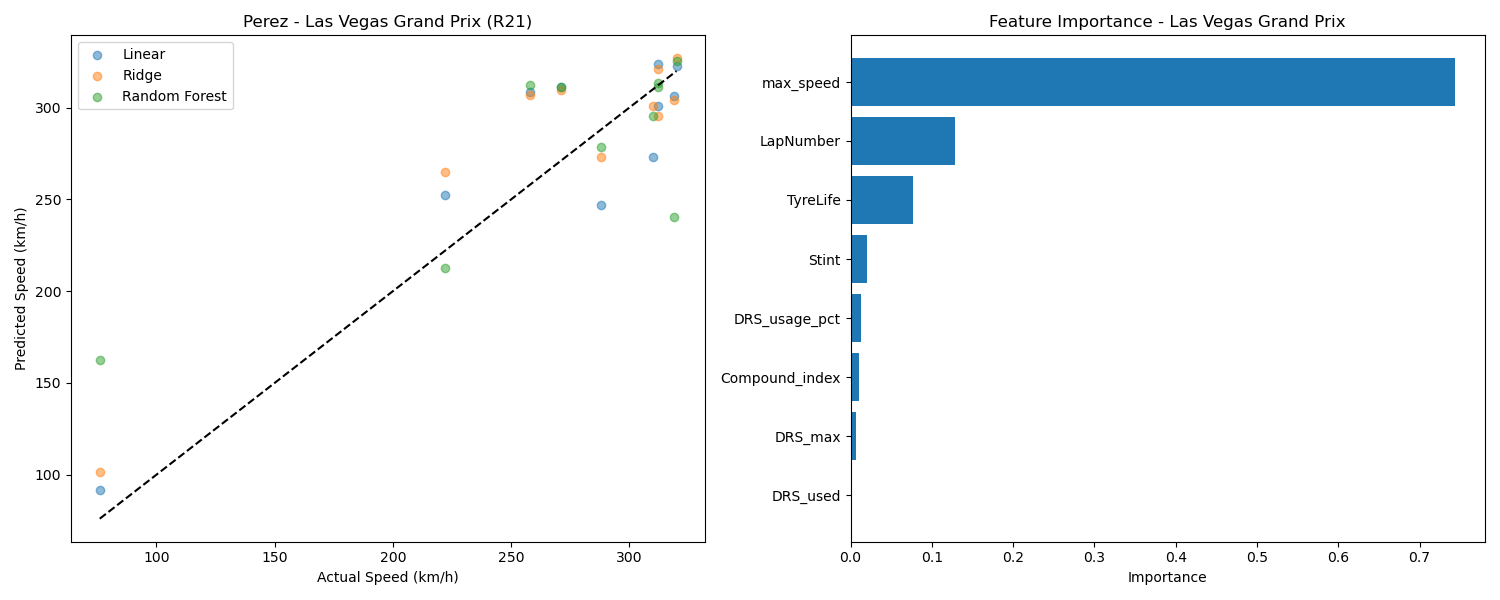 Perez - Las Vegas Grand Prix (R21)
Linear
Ridge
Random Forest
Predicted Speed (km/h)
300
250
200
150
100
100
150
200
250
300
Actual Speed (km/h)
Feature Importance - Las Vegas Grand Prix
max_speed
LapNumber
TyreLife
Stint
DRS_usage_pct
Compound_index
DRS_max
DRS_used
0.0
0.1
0.2
0.3
0.4
0.5
0.6
0.7
Importance